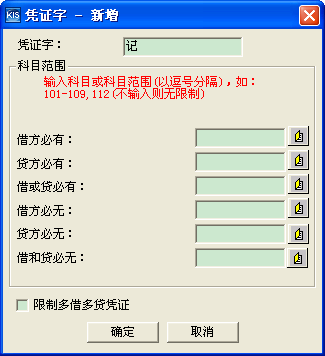 KIS 凭证字 - 新增
凭证字： 记
科目范围
输入科目或科目范围(以逗号分隔)，如：
101-109,112(不输入则无限制)
借方必有：
贷方必有：
借或贷必有：
借方必无：
贷方必无：
借和贷必无：
限制多借多贷凭证
确定 取消